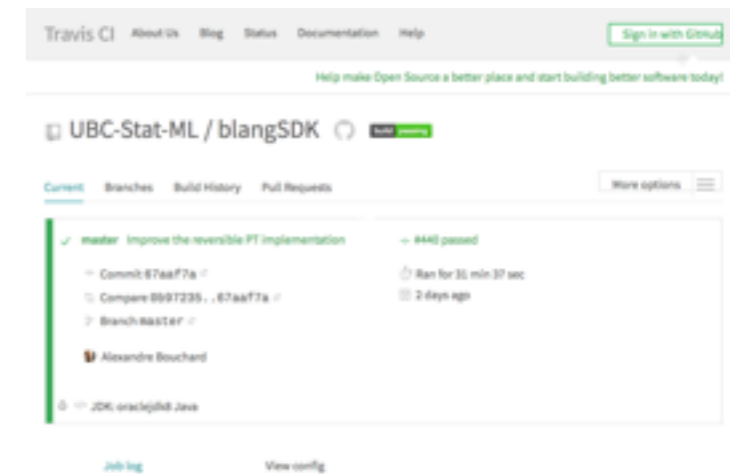 Travis CI About Us Blog Status Documentation Help Sign in with GitHub
Help make Open Source a better place and start building better software today!
UBC-Stat-ML / blangSDK build passing
Current Branches Build History Pull Requests More options
master Improve the reversible PT implementation #440 passed
Commit 67aaf7a Ran for 31 min 37 sec
Compare 8b97235..67aaf7a 2 days ago
Branch master
Alexandre Bouchard
JDK: oraclejdk8 Java
Job log View config